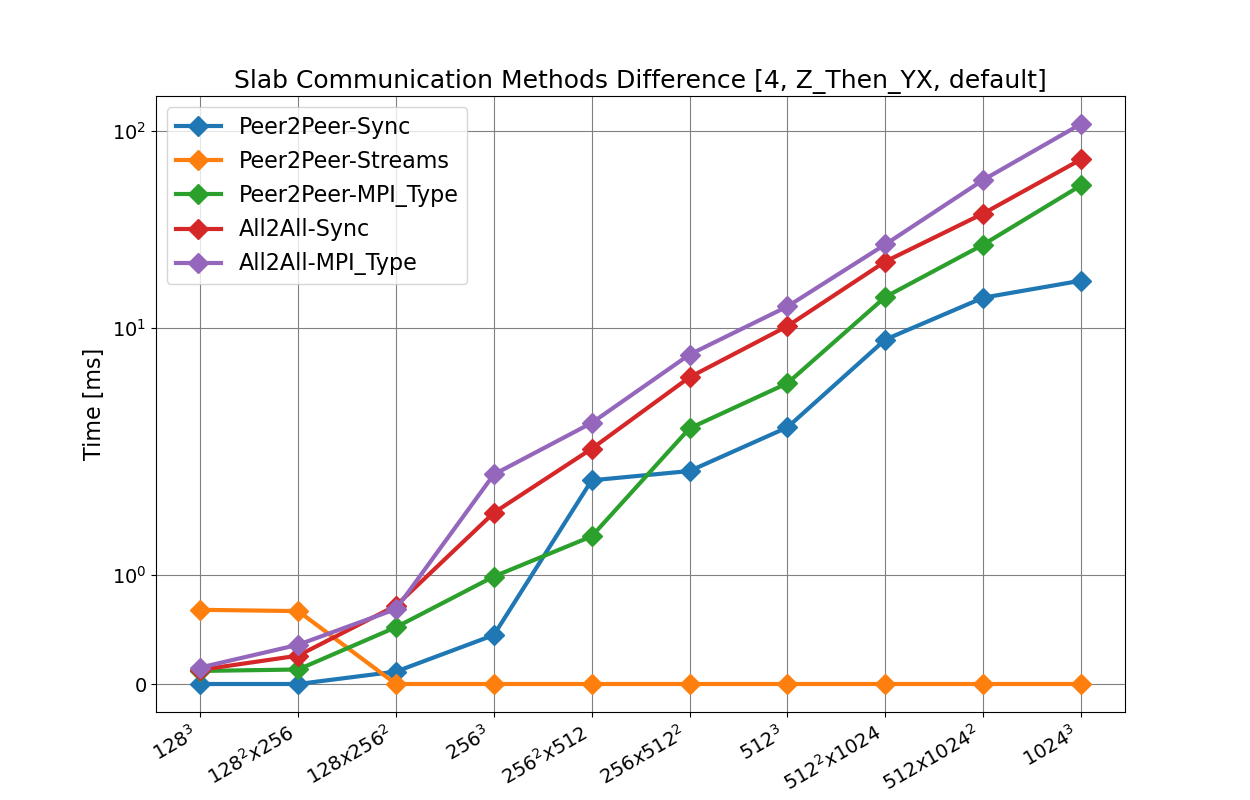 Slab Communication Methods Difference [4, Z_Then_YX, default]
Peer2Peer-Sync
Peer2Peer-Streams
Peer2Peer-MPI_Type
All2All-Sync
All2All-MPI_Type
Time [ms]
10²
10¹
10⁰
0
128³
128²x256
128x256²
256³
256²x512
256x512²
512³
512²x1024
512x1024²
1024³